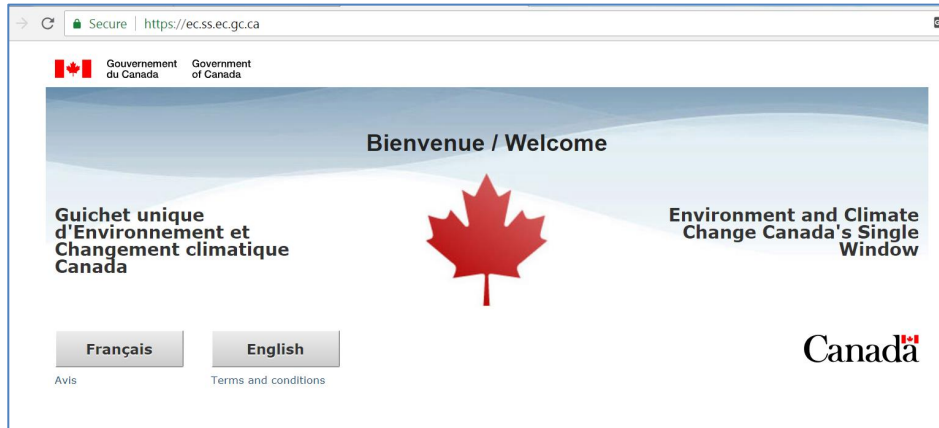 Secure | https://ec.ss.ec.gc.ca
Gouvernement Government
du Canada of Canada
Bienvenue / Welcome
Guichet unique
d'Environnement et
Changement climatique
Canada
Environment and Climate
Change Canada's Single
Window
Français English
Avis Terms and conditions
Canada